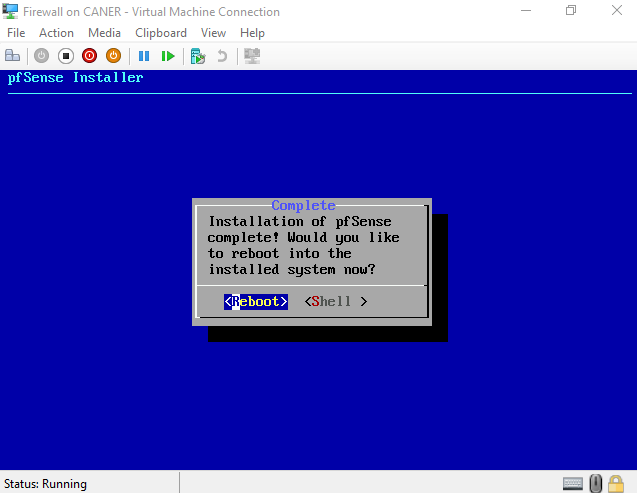 Firewall on CANER - Virtual Machine Connection
File Action Media Clipboard View Help
pfSense Installer
Complete
Installation of pfSense
complete! Would you like
to reboot into the
installed system now?
<Reboot> <Shell >
Status: Running